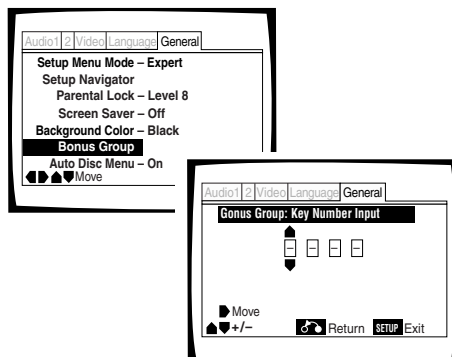 Audio1 2 Video Language General
Setup Menu Mode – Expert
Setup Navigator
Parental Lock – Level 8
Screen Saver – Off
Background Color – Black
Bonus Group
Auto Disc Menu – On
Move
Audio1 2 Video Language General
Gonus Group: Key Number Input
– – – –
Move
+/– Return SETUP Exit